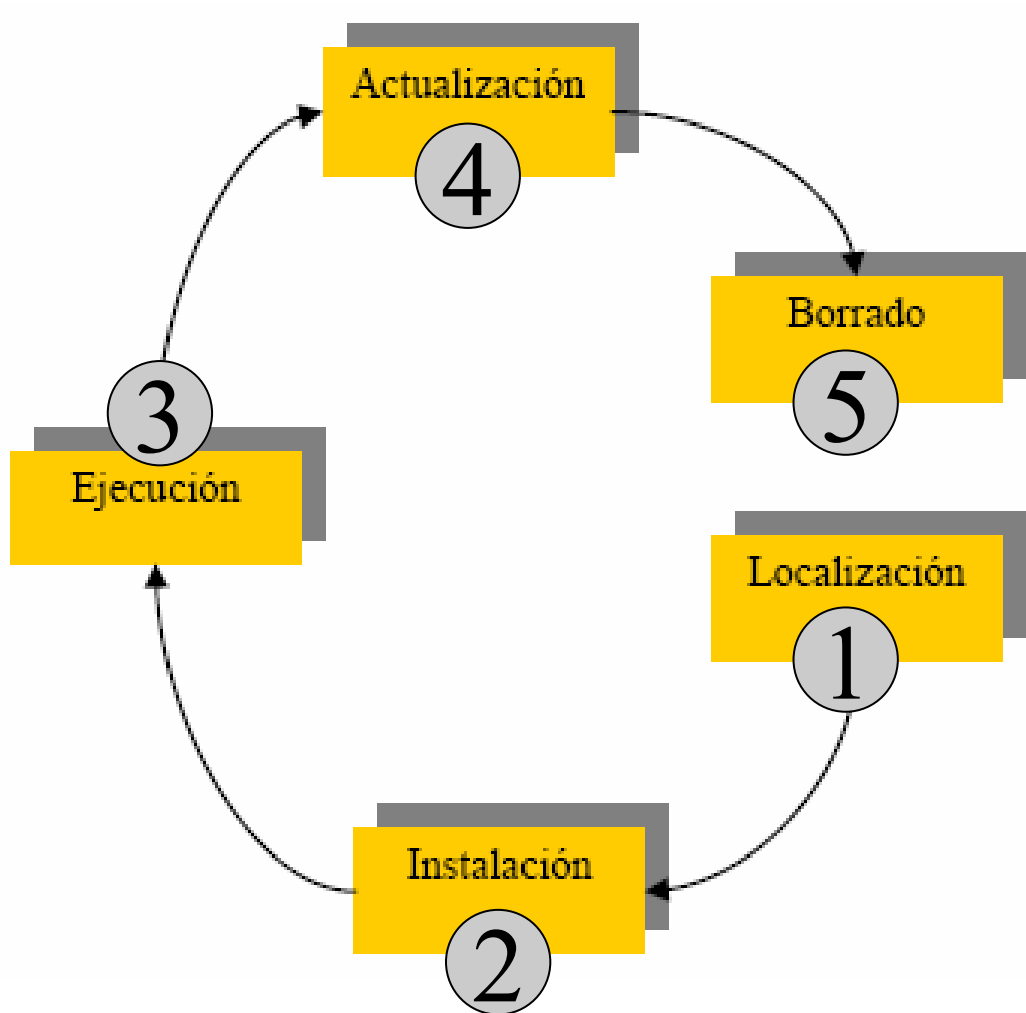 Actualización
4
Borrado
5
3
Ejecución
Localización
1
Instalación
2